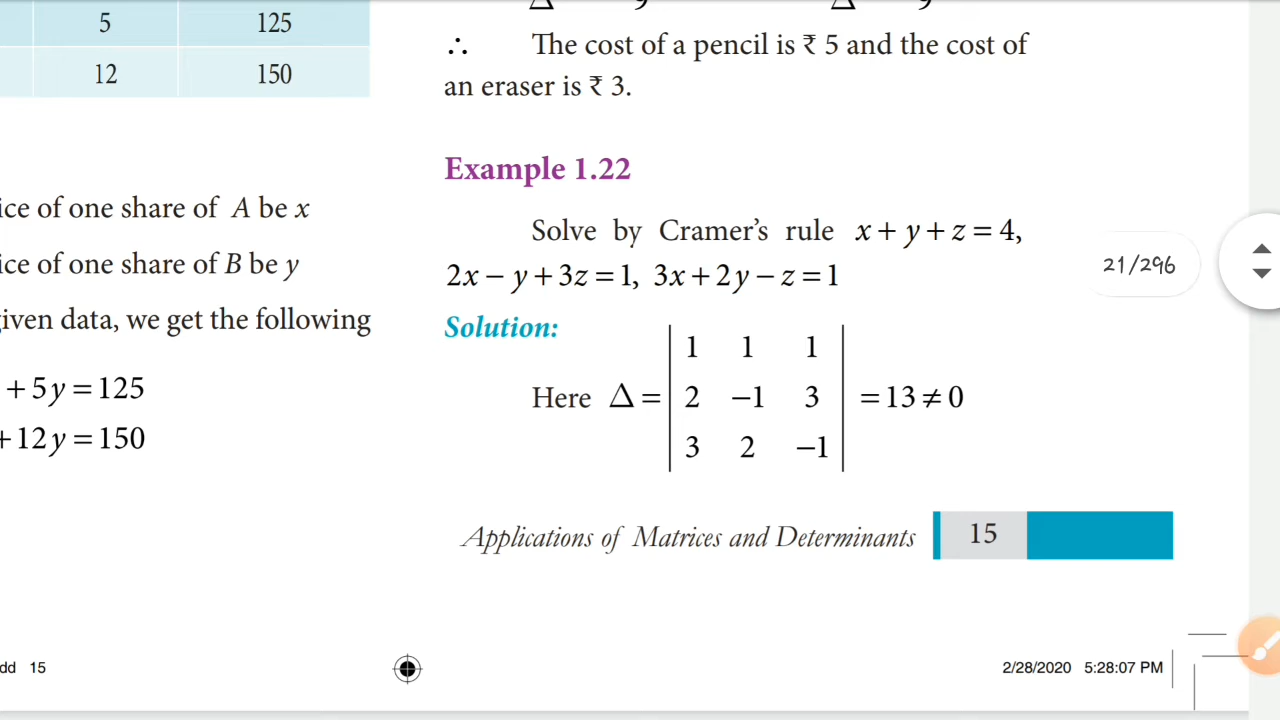 5 125
12 150
ice of one share of A be x
ice of one share of B be y
given data, we get the following
+ 5y = 125
+12y = 150
∴ The cost of a pencil is ₹ 5 and the cost of
an eraser is ₹ 3.
Example 1.22
Solve by Cramer's rule x + y + z = 4,
2x − y + 3z = 1, 3x + 2y − z = 1
Solution:
1 1 1
Here Δ = 2 −1 3 = 13 ≠ 0
3 2 −1
Applications of Matrices and Determinants 15
21/296
dd 15
2/28/2020 5:28:07 PM